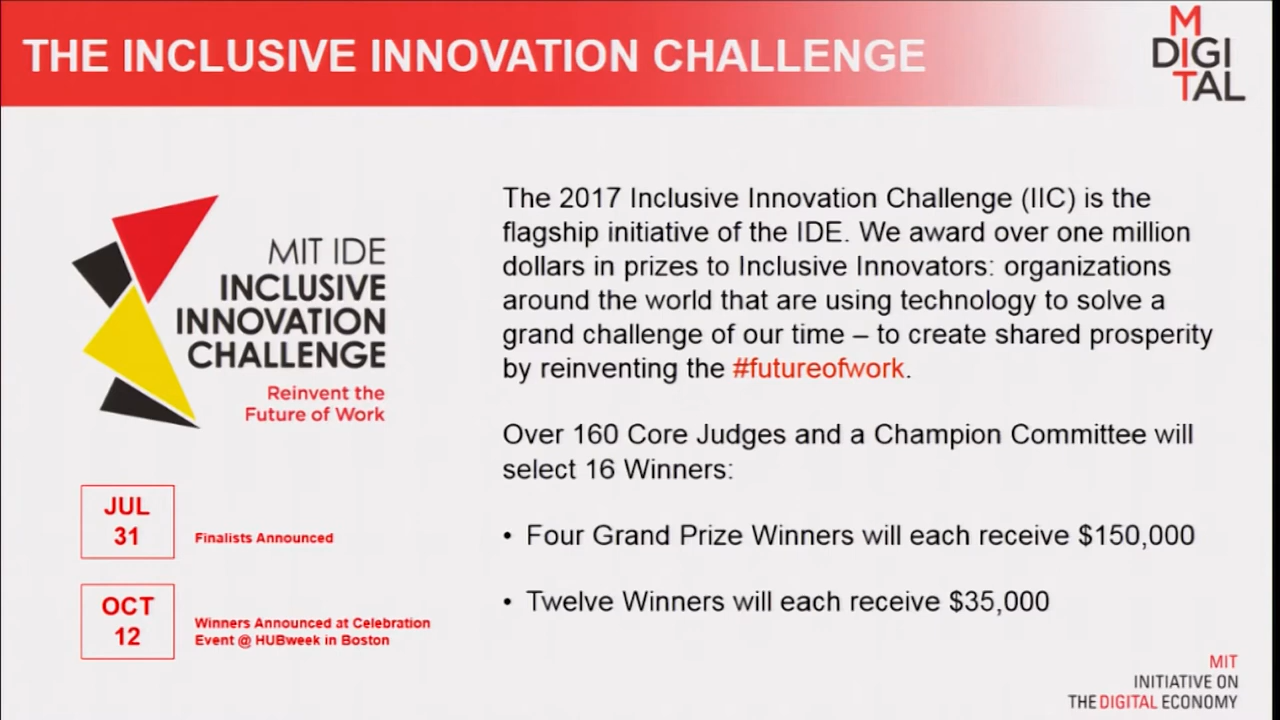 THE INCLUSIVE INNOVATION CHALLENGE
M
DIGI
TAL
MIT IDE
INCLUSIVE
INNOVATION
CHALLENGE
Reinvent the
Future of Work
JUL
31
Finalists Announced
OCT
12
Winners Announced at Celebration
Event @ HUBweek in Boston
The 2017 Inclusive Innovation Challenge (IIC) is the
flagship initiative of the IDE. We award over one million
dollars in prizes to Inclusive Innovators: organizations
around the world that are using technology to solve a
grand challenge of our time – to create shared prosperity
by reinventing the #futureofwork.
Over 160 Core Judges and a Champion Committee will
select 16 Winners:
• Four Grand Prize Winners will each receive $150,000
• Twelve Winners will each receive $35,000
MIT
INITIATIVE ON
THE DIGITAL ECONOMY